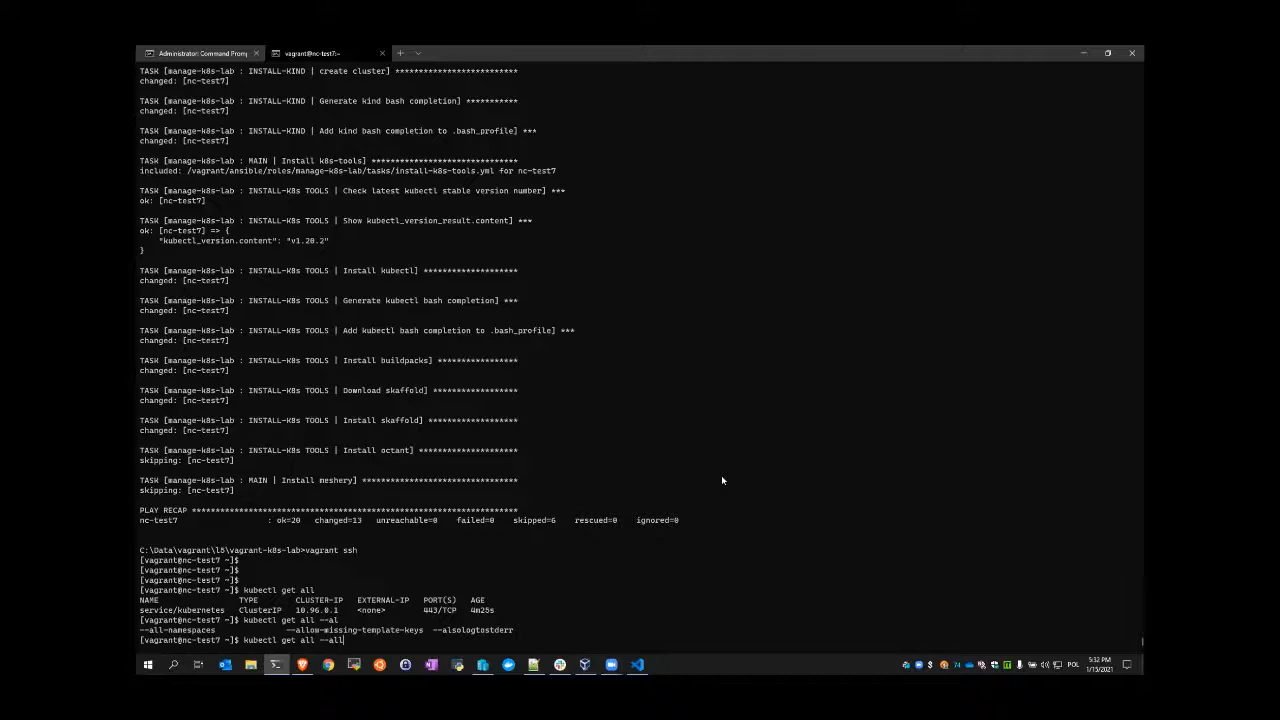 Administrator: Command Promp
vagrant@nc-test7:~
TASK [manage-k8s-lab : INSTALL-KIND | create cluster] **************************
changed: [nc-test7]
TASK [manage-k8s-lab : INSTALL-KIND | Generate kind bash completion] ***********
changed: [nc-test7]
TASK [manage-k8s-lab : INSTALL-KIND | Add kind bash completion to .bash_profile] ***
changed: [nc-test7]
TASK [manage-k8s-lab : MAIN | Install k8s-tools] *******************************
included: /vagrant/ansible/roles/manage-k8s-lab/tasks/install-k8s-tools.yml for nc-test7
TASK [manage-k8s-lab : INSTALL-K8s TOOLS | Check latest kubectl stable version number] ***
ok: [nc-test7]
TASK [manage-k8s-lab : INSTALL-K8s TOOLS | Show kubectl_version_result.content] ***
ok: [nc-test7] => {
"kubectl_version.content": "v1.20.2"
}
TASK [manage-k8s-lab : INSTALL-K8s TOOLS | Install kubectl] ********************
changed: [nc-test7]
TASK [manage-k8s-lab : INSTALL-K8s TOOLS | Generate kubectl bash completion] ***
changed: [nc-test7]
TASK [manage-k8s-lab : INSTALL-K8s TOOLS | Add kubectl bash completion to .bash_profile] ***
changed: [nc-test7]
TASK [manage-k8s-lab : INSTALL-K8s TOOLS | Install buildpacks] *****************
changed: [nc-test7]
TASK [manage-k8s-lab : INSTALL-K8s TOOLS | Download skaffold] ******************
changed: [nc-test7]
TASK [manage-k8s-lab : INSTALL-K8s TOOLS | Install skaffold] *******************
changed: [nc-test7]
TASK [manage-k8s-lab : INSTALL-K8s TOOLS | Install octant] *********************
skipping: [nc-test7]
TASK [manage-k8s-lab : MAIN | Install meshery] *********************************
skipping: [nc-test7]
PLAY RECAP *********************************************************************
nc-test7 : ok=20 changed=13 unreachable=0 failed=0 skipped=6 rescued=0 ignored=0
C:\Data\vagrant\l5\vagrant-k8s-lab>vagrant ssh
[vagrant@nc-test7 ~]$
[vagrant@nc-test7 ~]$
[vagrant@nc-test7 ~]$
[vagrant@nc-test7 ~]$ kubectl get all
NAME TYPE CLUSTER-IP EXTERNAL-IP PORT(S) AGE
service/kubernetes ClusterIP 10.96.0.1 <none> 443/TCP 4m25s
[vagrant@nc-test7 ~]$ kubectl get all --al
--all-namespaces --allow-missing-template-keys --alsologtostderr
[vagrant@nc-test7 ~]$ kubectl get all --all
74
POL
5:32 PM
1/15/2021